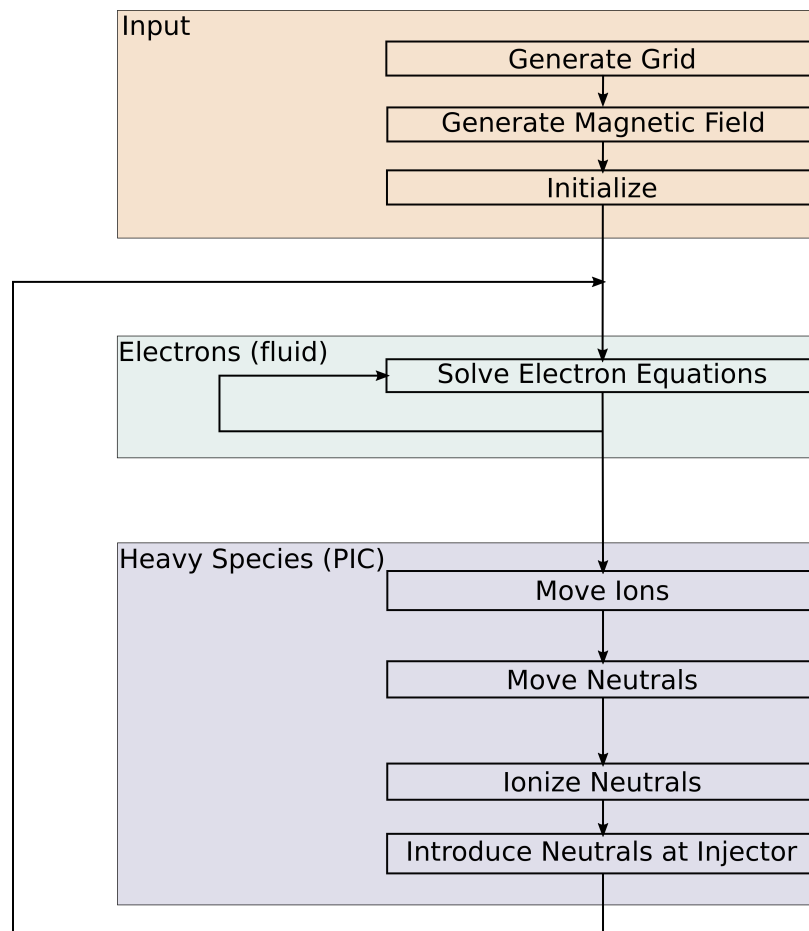 Input
Generate Grid
Generate Magnetic Field
Initialize
Electrons (fluid)
Solve Electron Equations
Heavy Species (PIC)
Move Ions
Move Neutrals
Ionize Neutrals
Introduce Neutrals at Injector